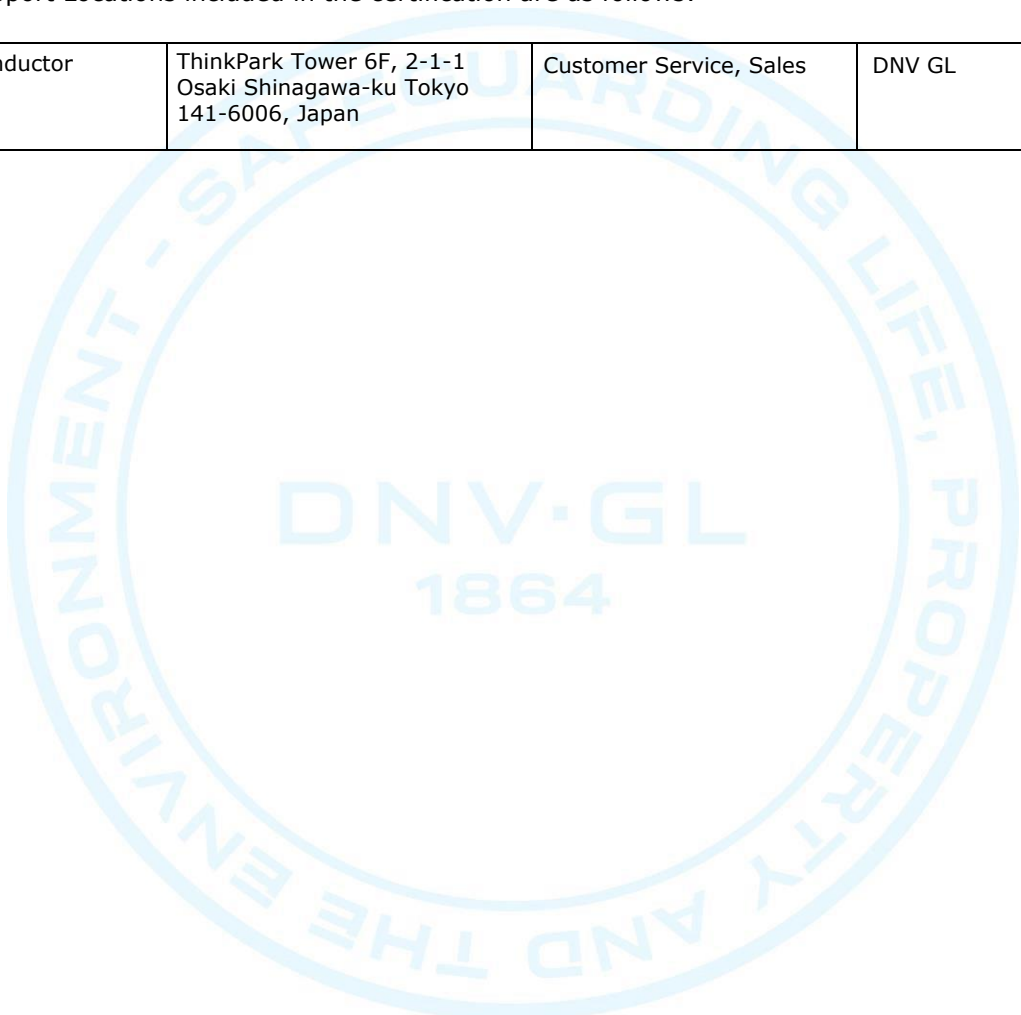 port Locations included in the certification are as follows:
nductor
ThinkPark Tower 6F, 2-1-1
Osaki Shinagawa-ku Tokyo
141-6006, Japan
Customer Service, Sales
DNV GL
SAFEGUARDING LIFE, PROPERTY AND THE ENVIRONMENT -
DNV·GL
1864